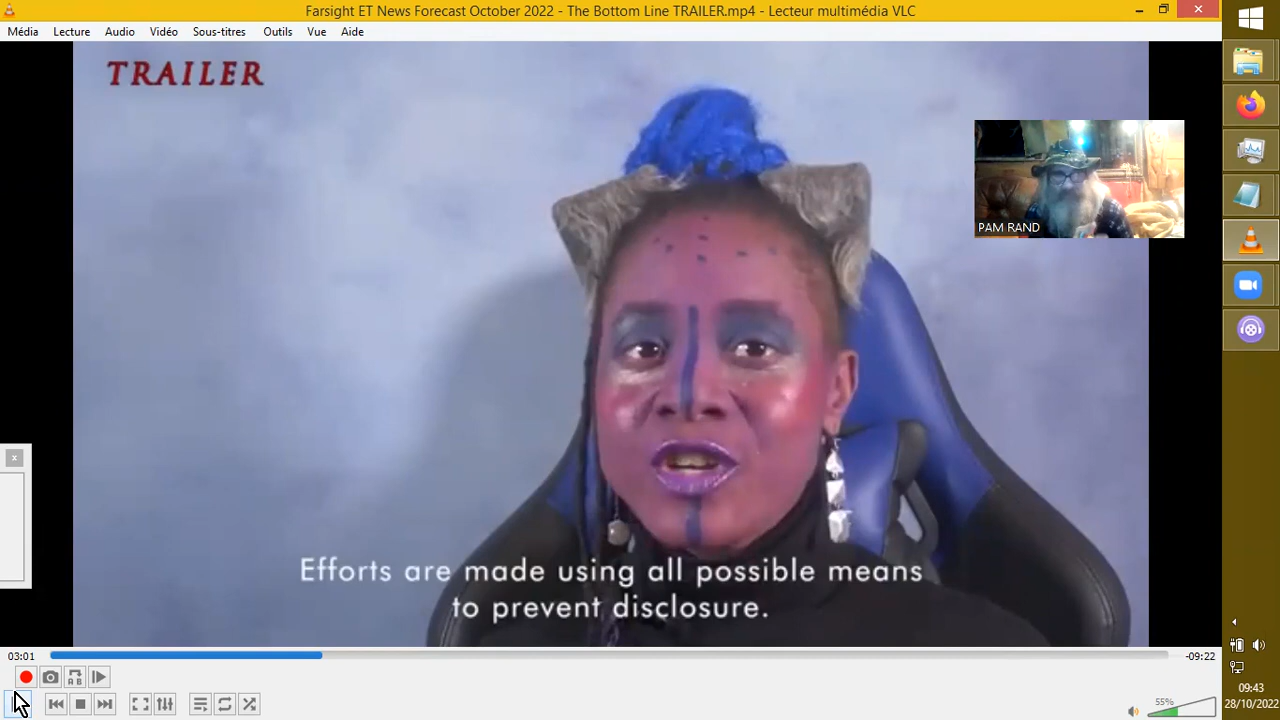 Farsight ET News Forecast October 2022 - The Bottom Line TRAILER.mp4 - Lecteur multimédia VLC
Média Lecture Audio Vidéo Sous-titres Outils Vue Aide
TRAILER
PAM RAND
Efforts are made using all possible means
to prevent disclosure.
03:01
-09:22
A B
55%
09:43
28/10/2022